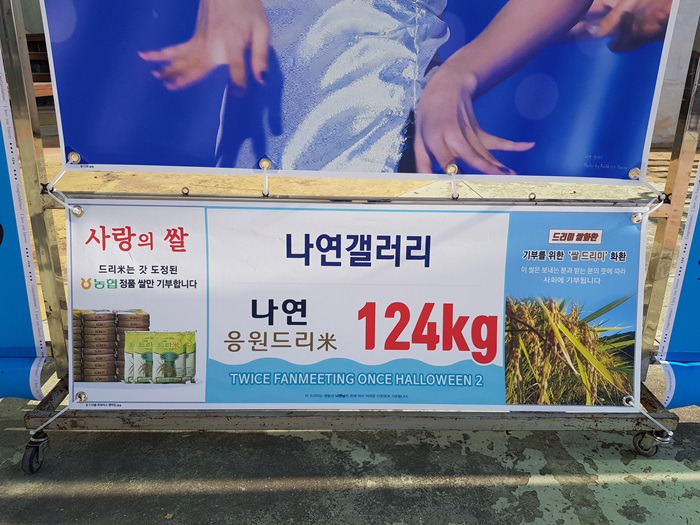 사랑의 쌀
드리米는 갓 도정된
농협 정품 쌀만 기부합니다
나연갤러리
나연
응원드리米
124kg
TWICE FANMEETING ONCE HALLOWEEN 2
드리미 쌀화환
기부를 위한 '쌀 드리미' 화환
이 쌀은 보내는 분과 받는 분의 뜻에 따라
사회에 기부됩니다